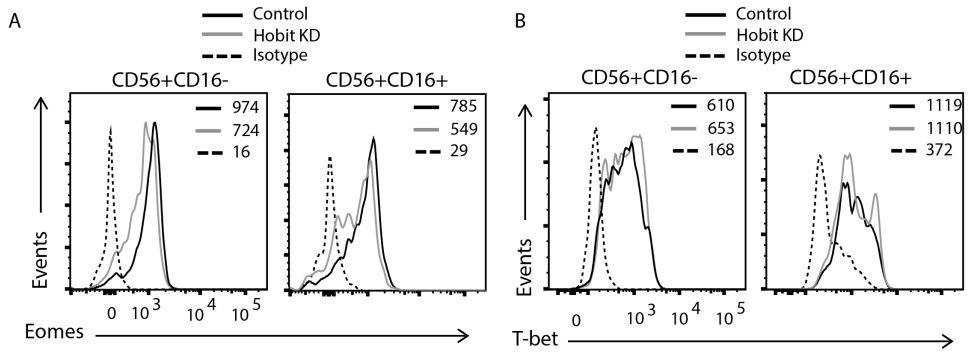 A
Control
Hobit KD
Isotype
CD56+CD16-
974
724
16
CD56+CD16+
785
549
29
Events
0 10 3 10 4 10 5
Eomes
B
Control
Hobit KD
Isotype
CD56+CD16-
610
653
168
CD56+CD16+
1119
1110
372
Events
0 10 3 10 4 10 5
T-bet